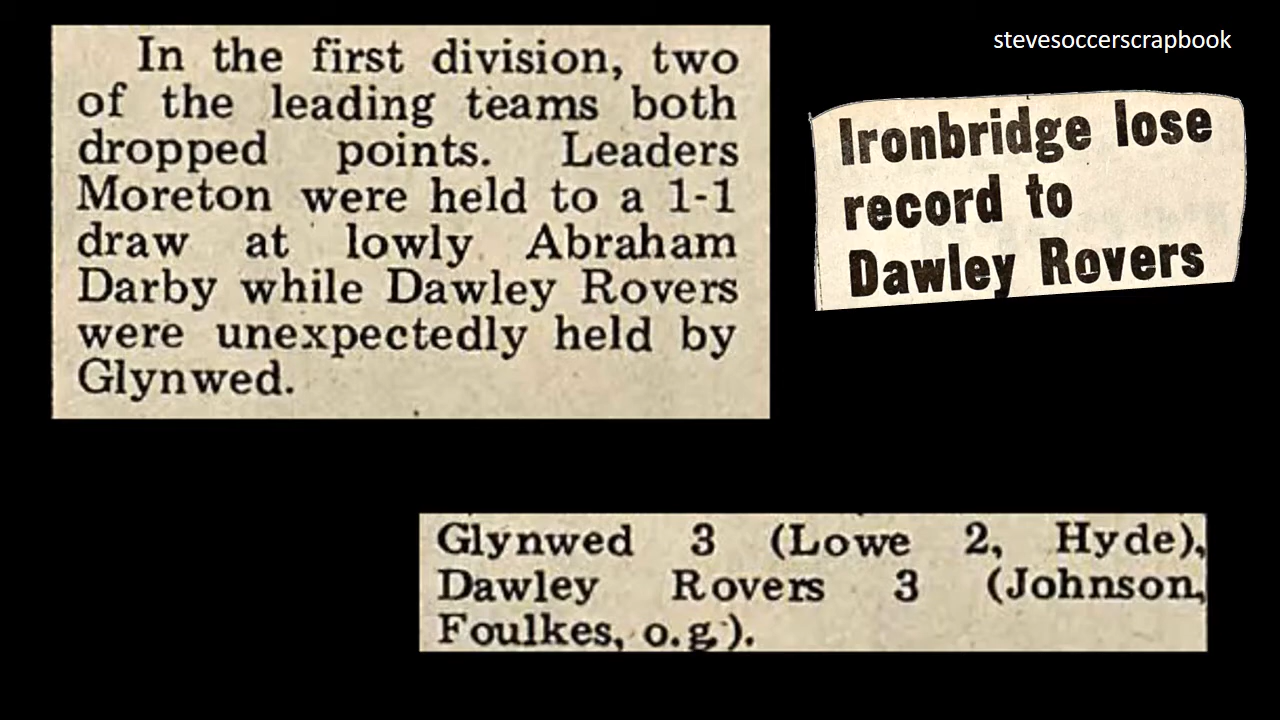 stevesoccerscrapbook
In the first division, two
of the leading teams both
dropped points. Leaders
Moreton were held to a 1-1
draw at lowly Abraham
Darby while Dawley Rovers
were unexpectedly held by
Glynwed.
Ironbridge lose
record to
Dawley Rovers
Glynwed 3 (Lowe 2, Hyde),
Dawley Rovers 3 (Johnson,
Foulkes, o.g.).